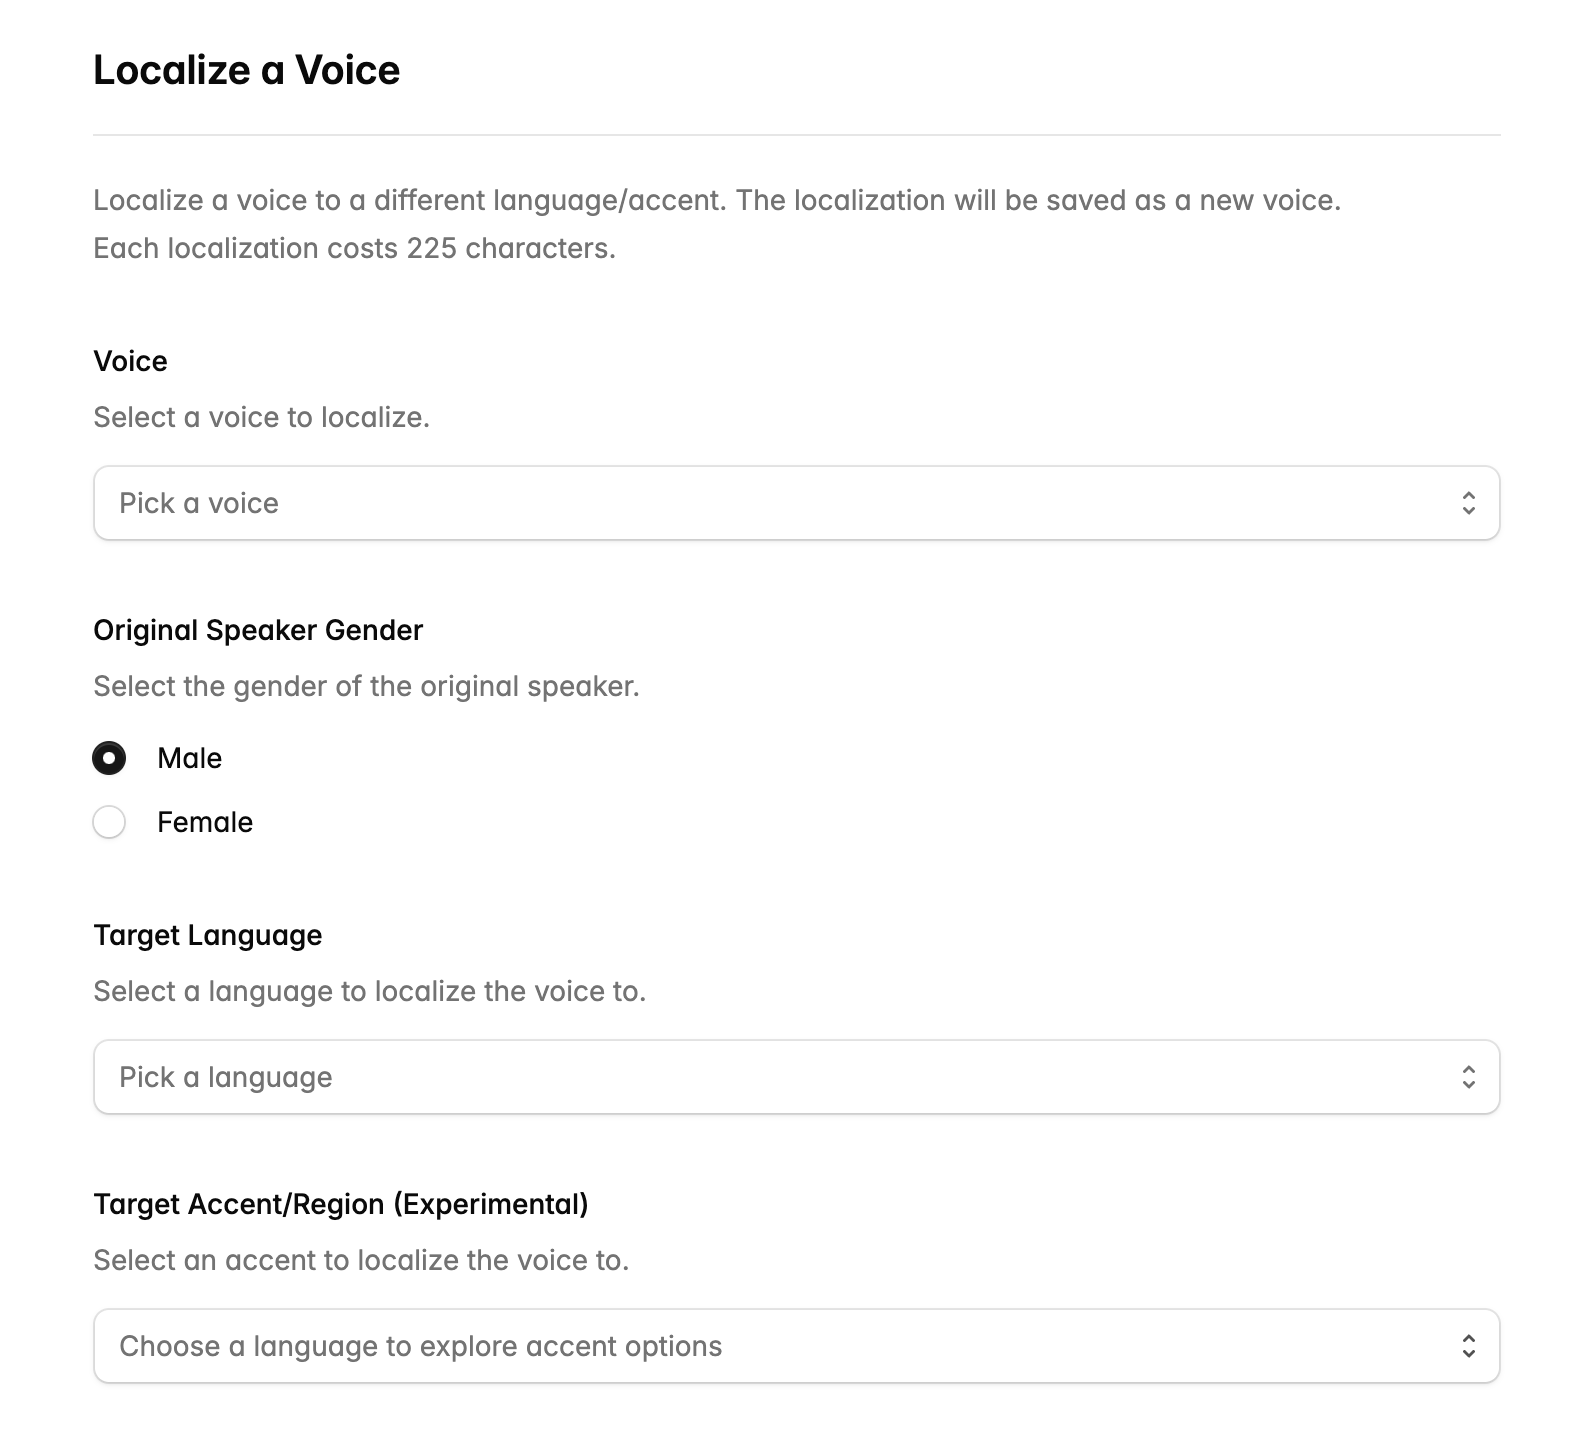 Localize a Voice
Localize a voice to a different language/accent. The localization will be saved as a new voice.
Each localization costs 225 characters.
Voice
Select a voice to localize.
Pick a voice
Original Speaker Gender
Select the gender of the original speaker.
Male
Female
Target Language
Select a language to localize the voice to.
Pick a language
Target Accent/Region (Experimental)
Select an accent to localize the voice to.
Choose a language to explore accent options